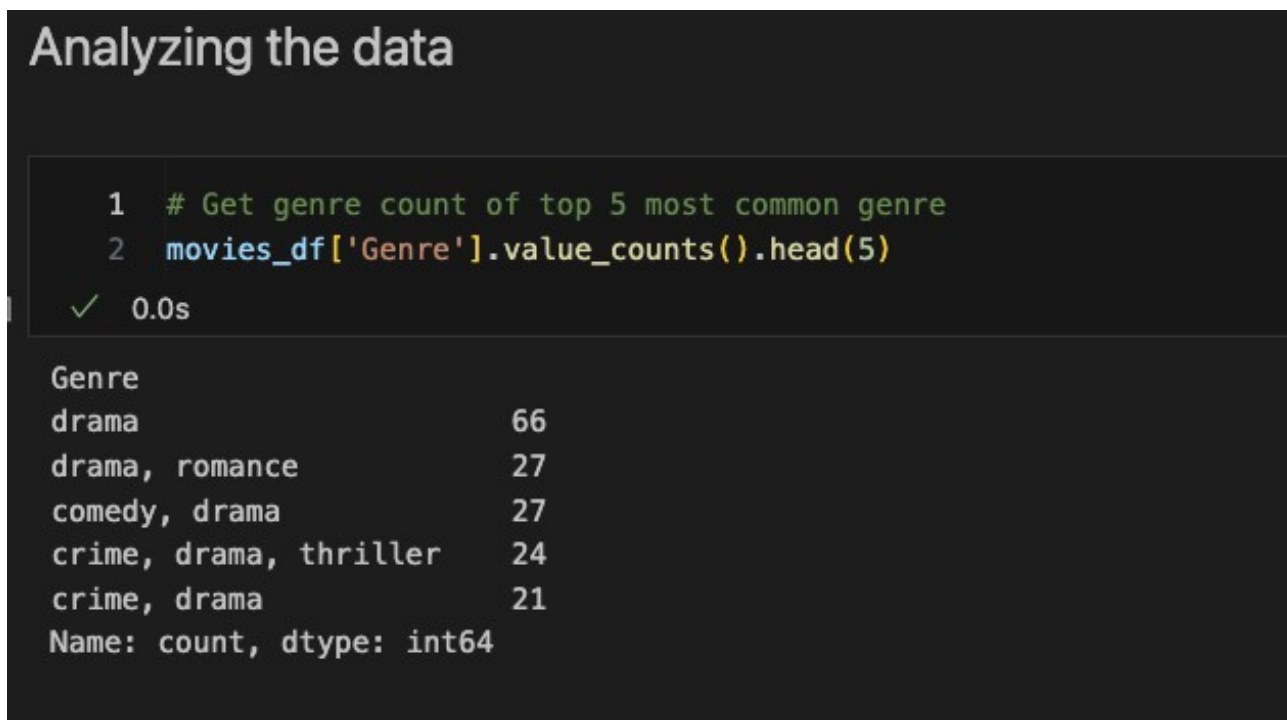 Analyzing the data
1 # Get genre count of top 5 most common genre
2 movies_df['Genre'].value_counts().head(5)
✓ 0.0s
Genre
drama 66
drama, romance 27
comedy, drama 27
crime, drama, thriller 24
crime, drama 21
Name: count, dtype: int64